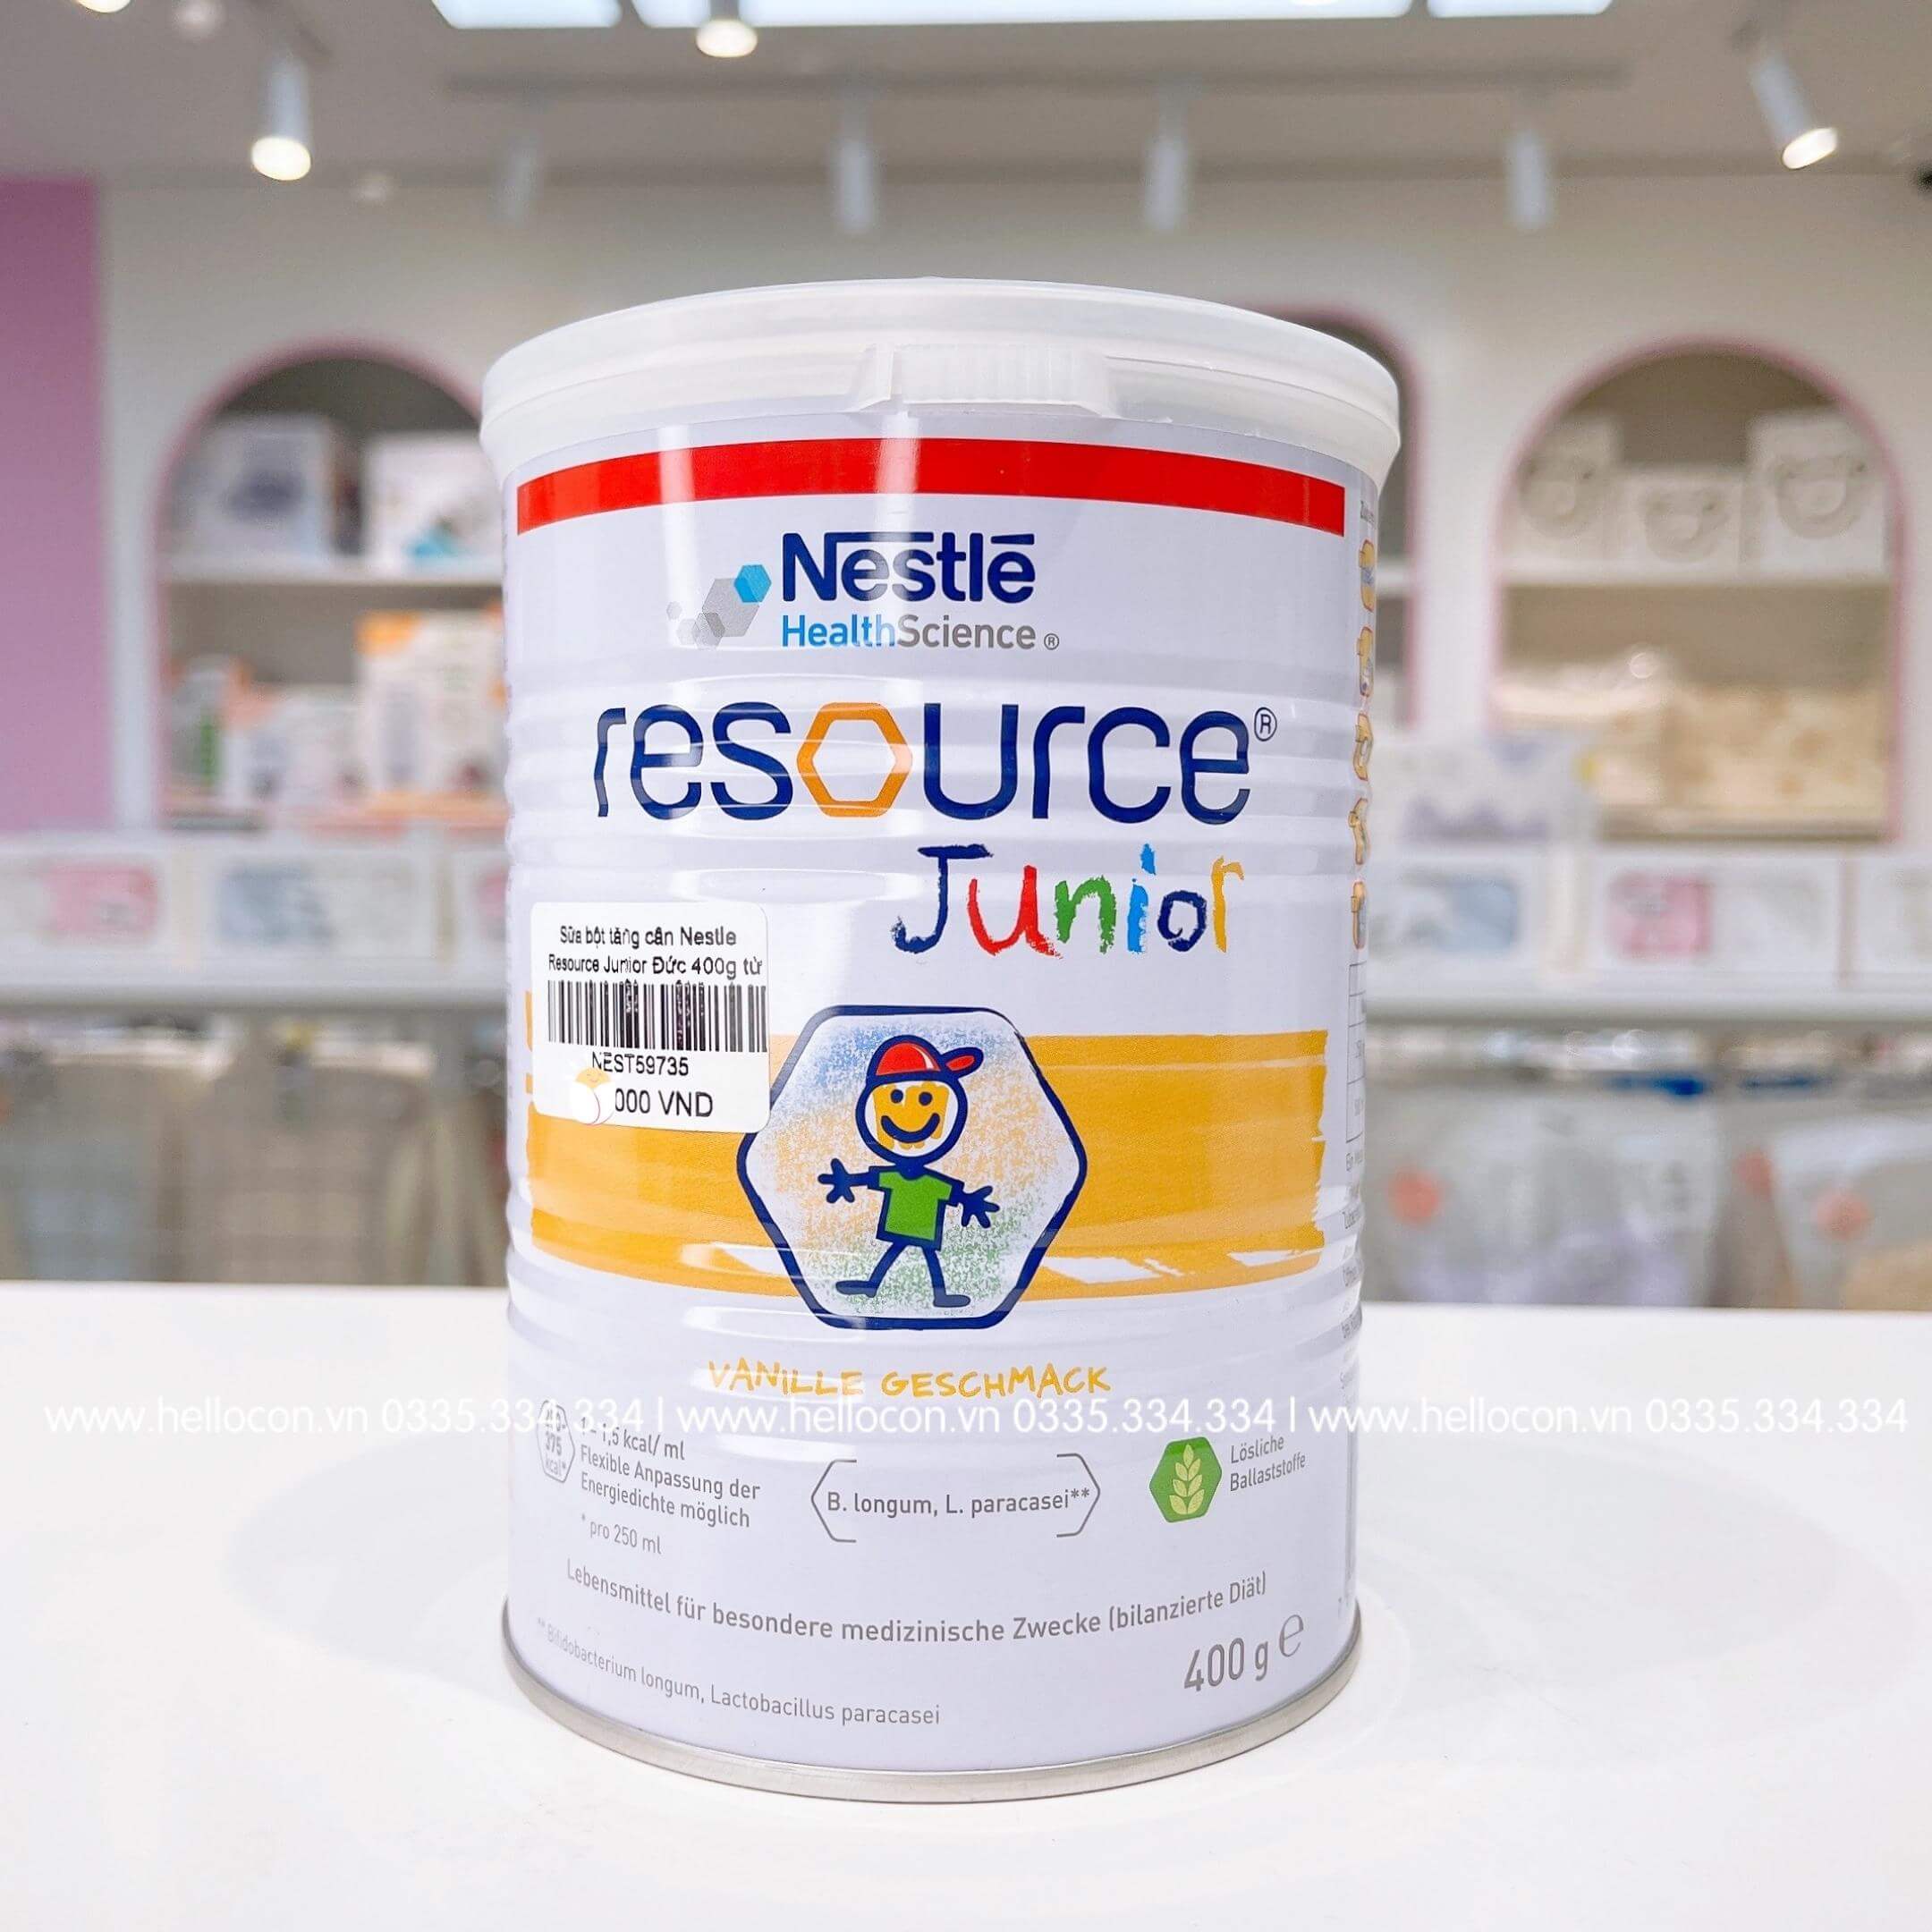 Nestlé
HealthScience®
resource®
Junior
Sữa bột tăng cân Nestle
Resource Junior Đức 400g từ
NEST59735
000 VND
VANILLE GESCHMACK
www.hellocon.vn 0335.334.334 | www.hellocon.vn 0335.334.334 | www.hellocon.vn 0335.334.334
375
kcal*
1,5 kcal/ ml
Flexible Anpassung der
Energiedichte möglich
* pro 250 ml
B. longum, L. paracasei**
Lösliche
Ballaststoffe
Lebensmittel für besondere medizinische Zwecke (bilanzierte Diät)
400 g ℮
** Bifidobacterium longum, Lactobacillus paracasei